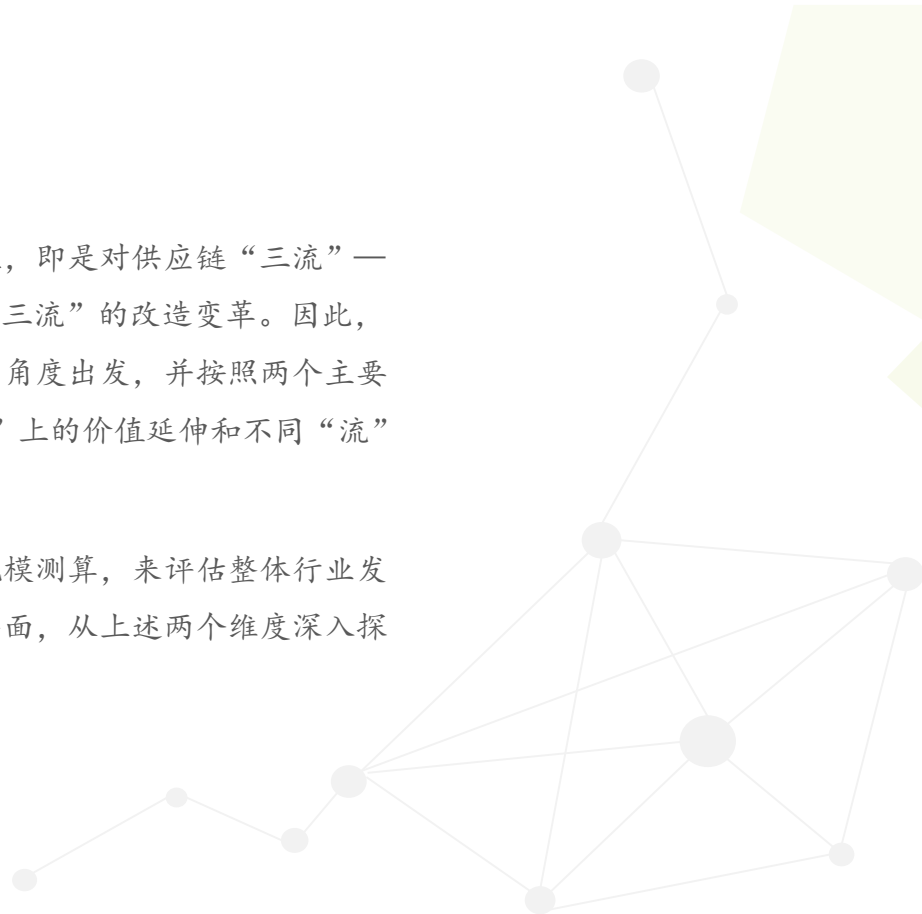 ，即是对供应链“三流”—
三流”的改造变革。因此，
角度出发，并按照两个主要
”上的价值延伸和不同“流”
模测算，来评估整体行业发
面，从上述两个维度深入探